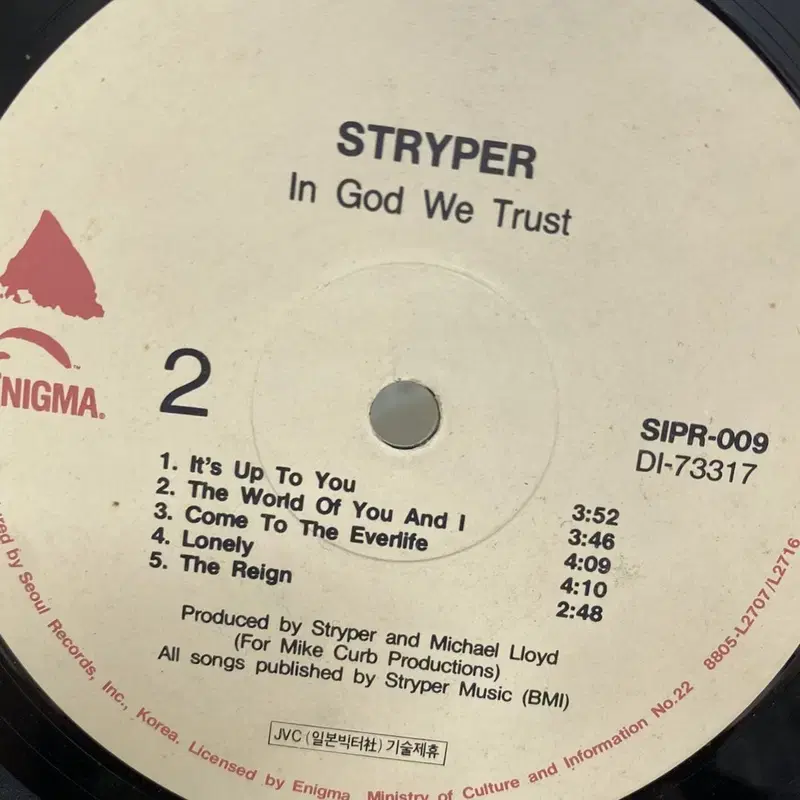 STRYPER
In God We Trust
ENIGMA.
2
SIPR-009
DI-73317
1. It's Up To You 3:52
2. The World Of You And I 3:46
3. Come To The Everlife 4:09
4. Lonely 4:10
5. The Reign 2:48
Produced by Stryper and Michael Lloyd
(For Mike Curb Productions)
All songs published by Stryper Music (BMI)
JVC (일본빅터社) 기술제휴
by Seoul Records, Inc., Korea. Licensed by Enigma Ministry of Culture and Information No.22 8805-L2707/L2716